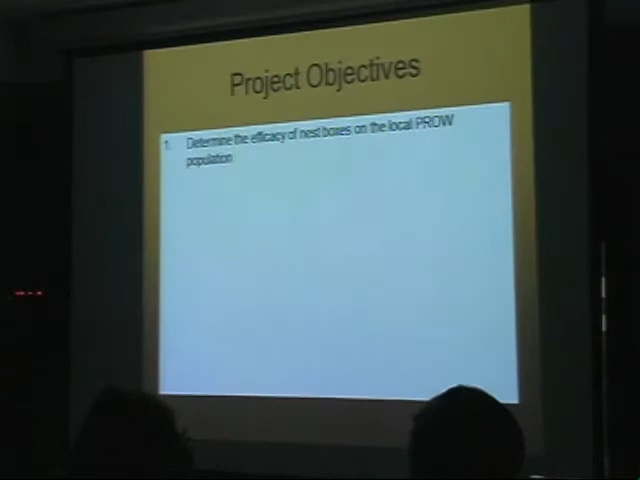 Project Objectives
1. Determine the efficacy of nest boxes on the local PROW
population